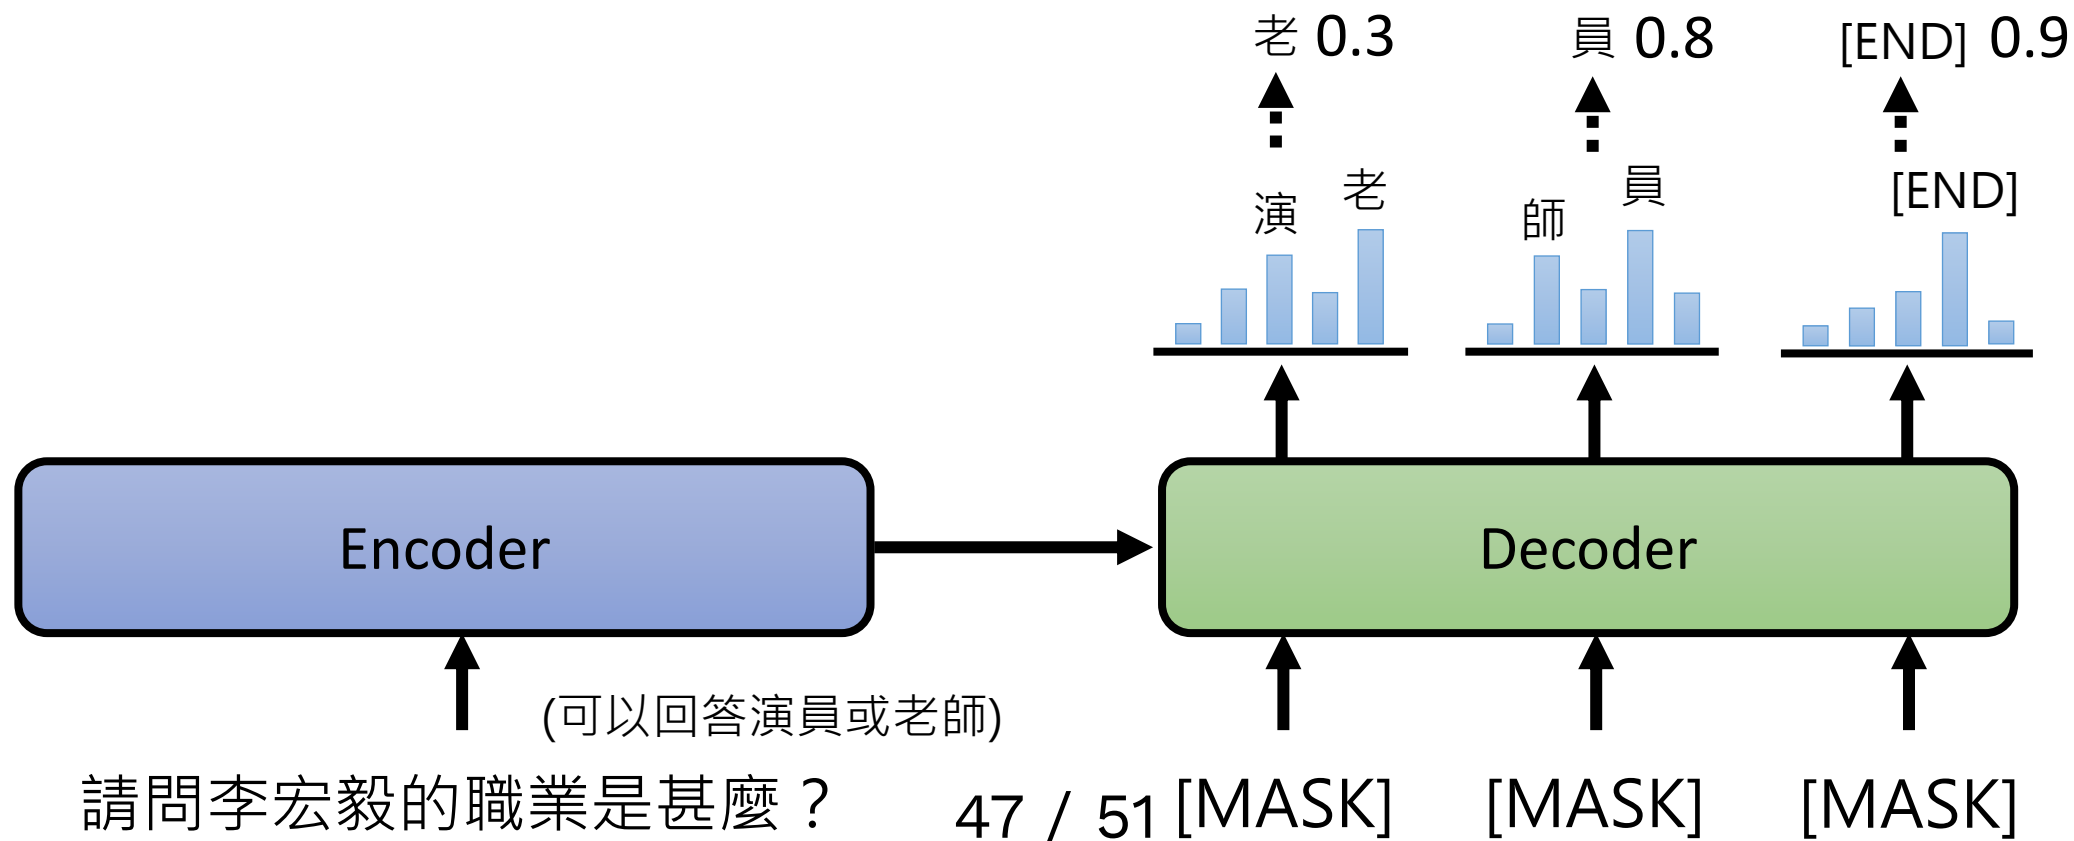 老 0.3
員 0.8
[END] 0.9
演
老
師
員
[END]
Encoder
Decoder
(可以回答演員或老師)
請問李宏毅的職業是甚麼？
47 / 51
[MASK]
[MASK]
[MASK]